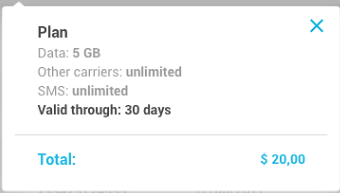 Plan
Data: 5 GB
Other carriers: unlimited
SMS: unlimited
Valid through: 30 days
Total: $ 20,00